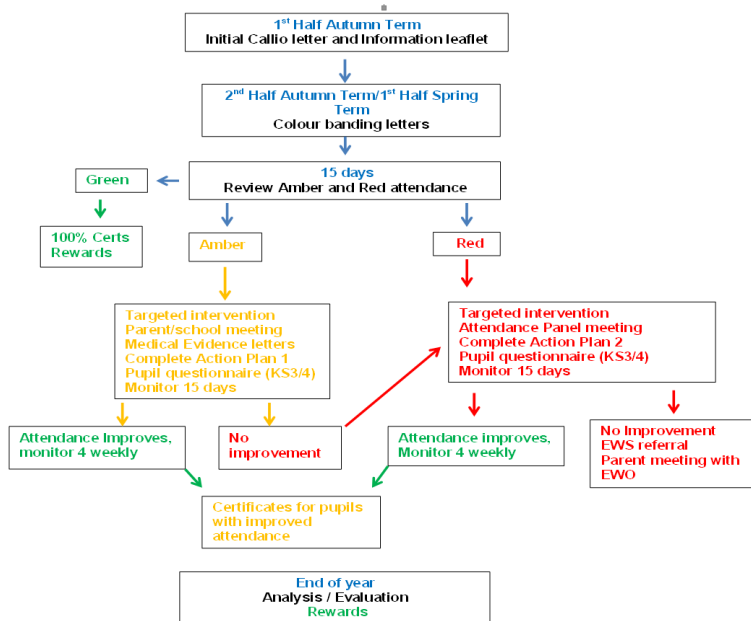 1st Half Autumn Term
Initial Callio letter and Information leaflet
2nd Half Autumn Term/1st Half Spring
Term
Colour banding letters
15 days
Review Amber and Red attendance
Green
100% Certs
Rewards
Amber
Red
Targeted intervention
Parent/school meeting
Medical Evidence letters
Complete Action Plan 1
Pupil questionnaire (KS3/4)
Monitor 15 days
Targeted intervention
Attendance Panel meeting
Complete Action Plan 2
Pupil questionnaire (KS3/4)
Monitor 15 days
Attendance Improves,
monitor 4 weekly
No
improvement
Attendance improves,
Monitor 4 weekly
No Improvement
EWS referral
Parent meeting with
EWO
Certificates for pupils
with improved
attendance
End of year
Analysis / Evaluation
Rewards